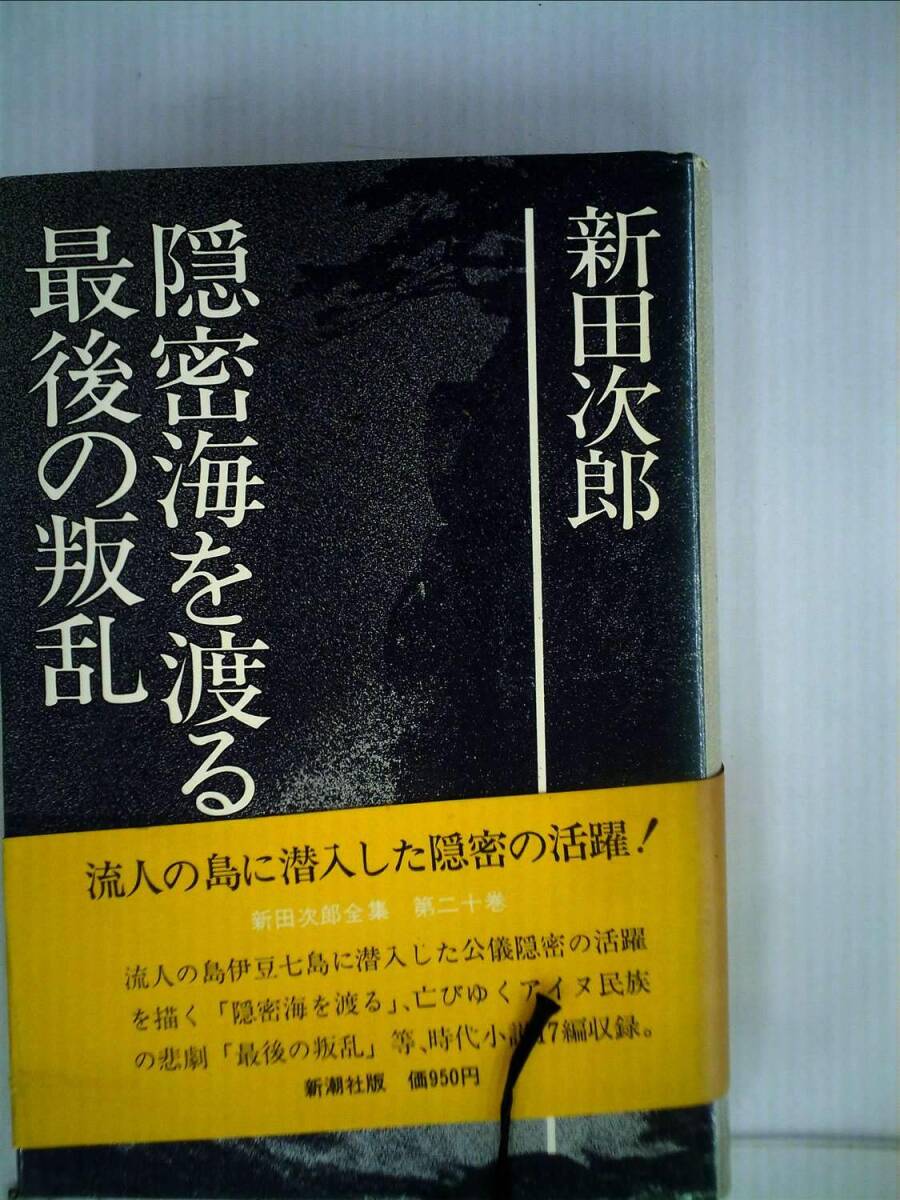 新田次郎
隠密海を渡る
最後の叛乱
流人の島に潜入した隠密の活躍!
新田次郎全集 第二十巻
流人の島伊豆七島に潜入した公儀隠密の活躍
を描く「隠密海を渡る」、亡びゆくアイヌ民族
の悲劇「最後の叛乱」等、時代小説17編収録。
新潮社版 価950円